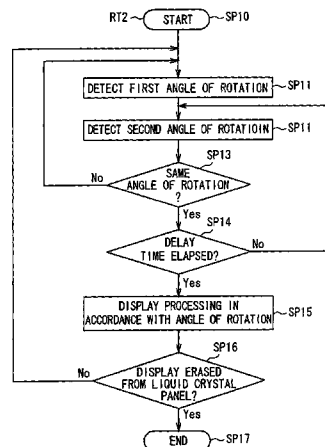 RT2
START
SP10
DETECT FIRST ANGLE OF ROTATION
SP11
DETECT SECOND ANGLE OF ROTATIOIN
SP11
SP13
SAME
ANGLE OF ROTATION
?
No
Yes
SP14
DELAY
TIME ELAPSED?
No
Yes
DISPLAY PROCESSING IN
ACCORDANCE WITH ANGLE OF ROTATION
SP15
SP16
DISPLAY ERASED
FROM LIQUID CRYSTAL
PANEL?
No
Yes
END
SP17